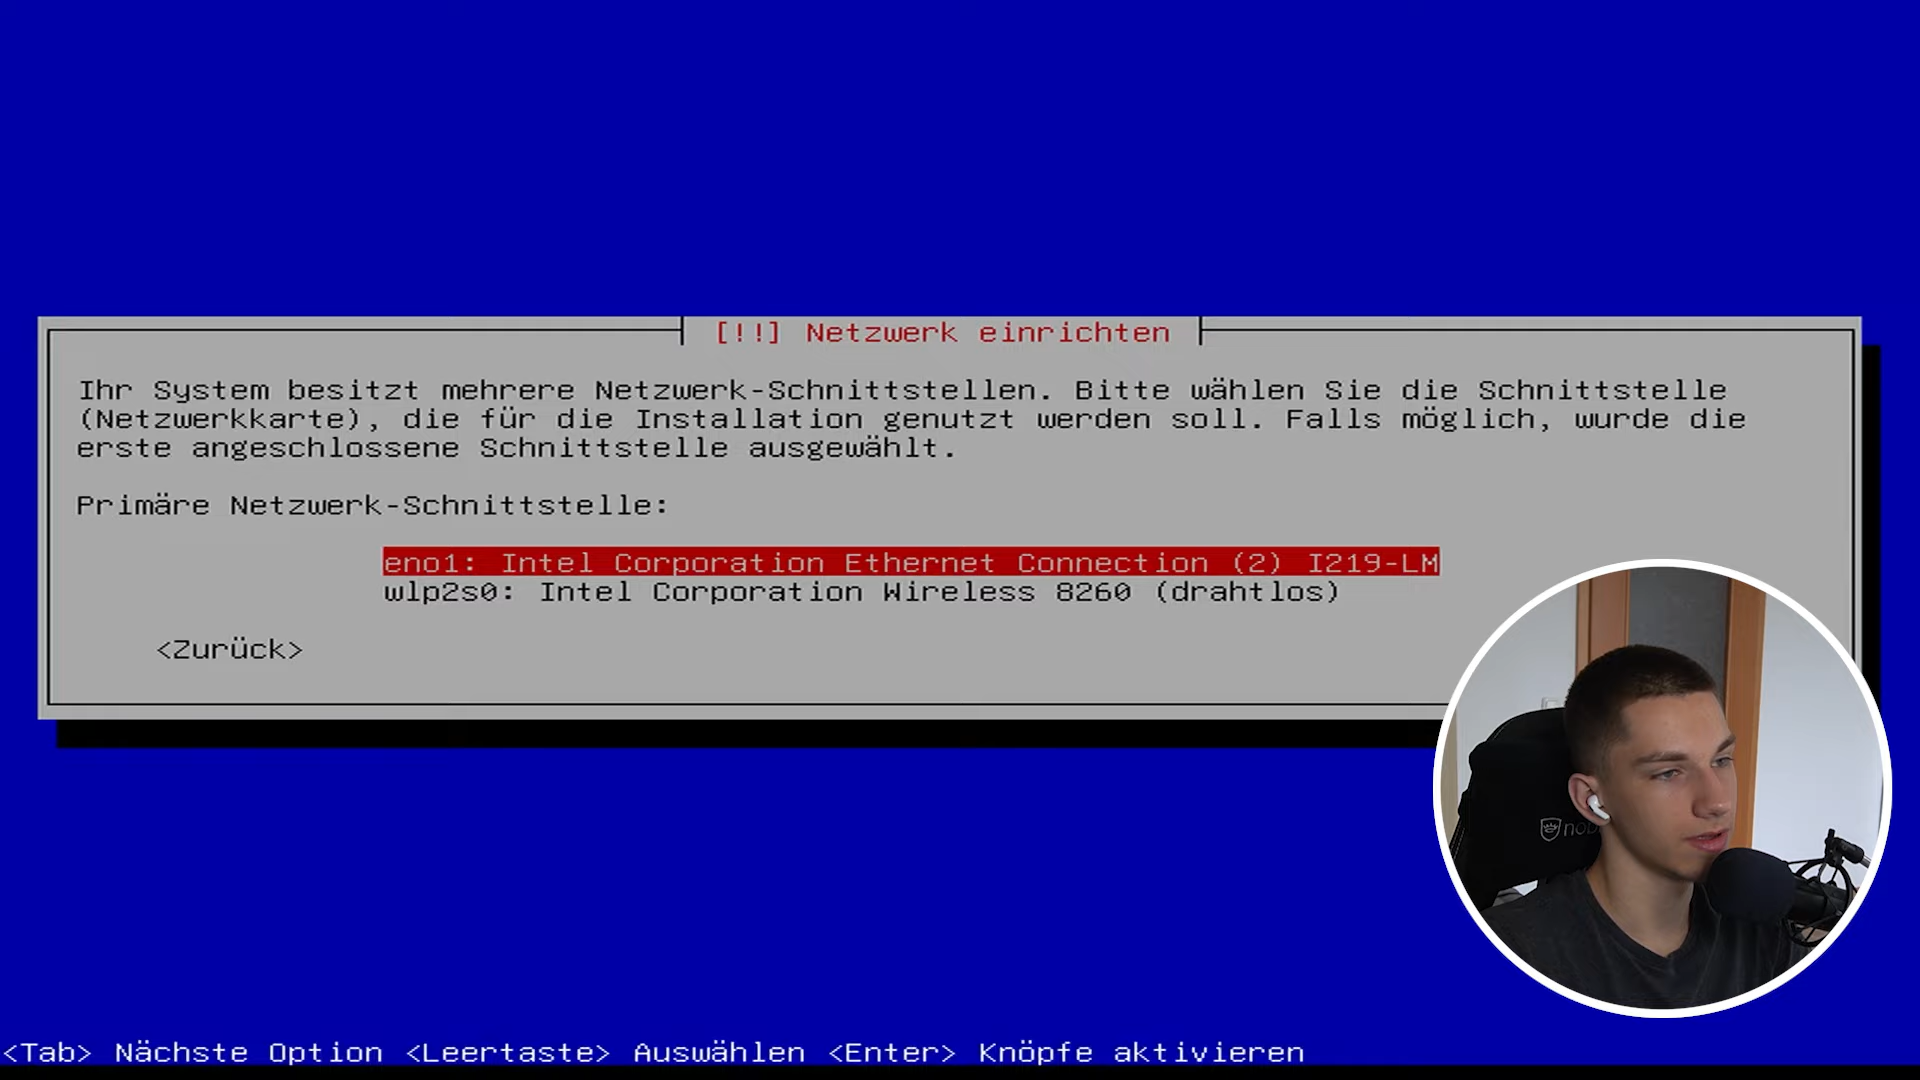 [!!] Netzwerk einrichten
Ihr System besitzt mehrere Netzwerk-Schnittstellen. Bitte wählen Sie die Schnittstelle
(Netzwerkkarte), die für die Installation genutzt werden soll. Falls möglich, wurde die
erste angeschlossene Schnittstelle ausgewählt.
Primäre Netzwerk-Schnittstelle:
eno1: Intel Corporation Ethernet Connection (2) I219-LM
wlp2s0: Intel Corporation Wireless 8260 (drahtlos)
<Zurück>
<Tab> Nächste Option <Leertaste> Auswählen <Enter> Knöpfe aktivieren